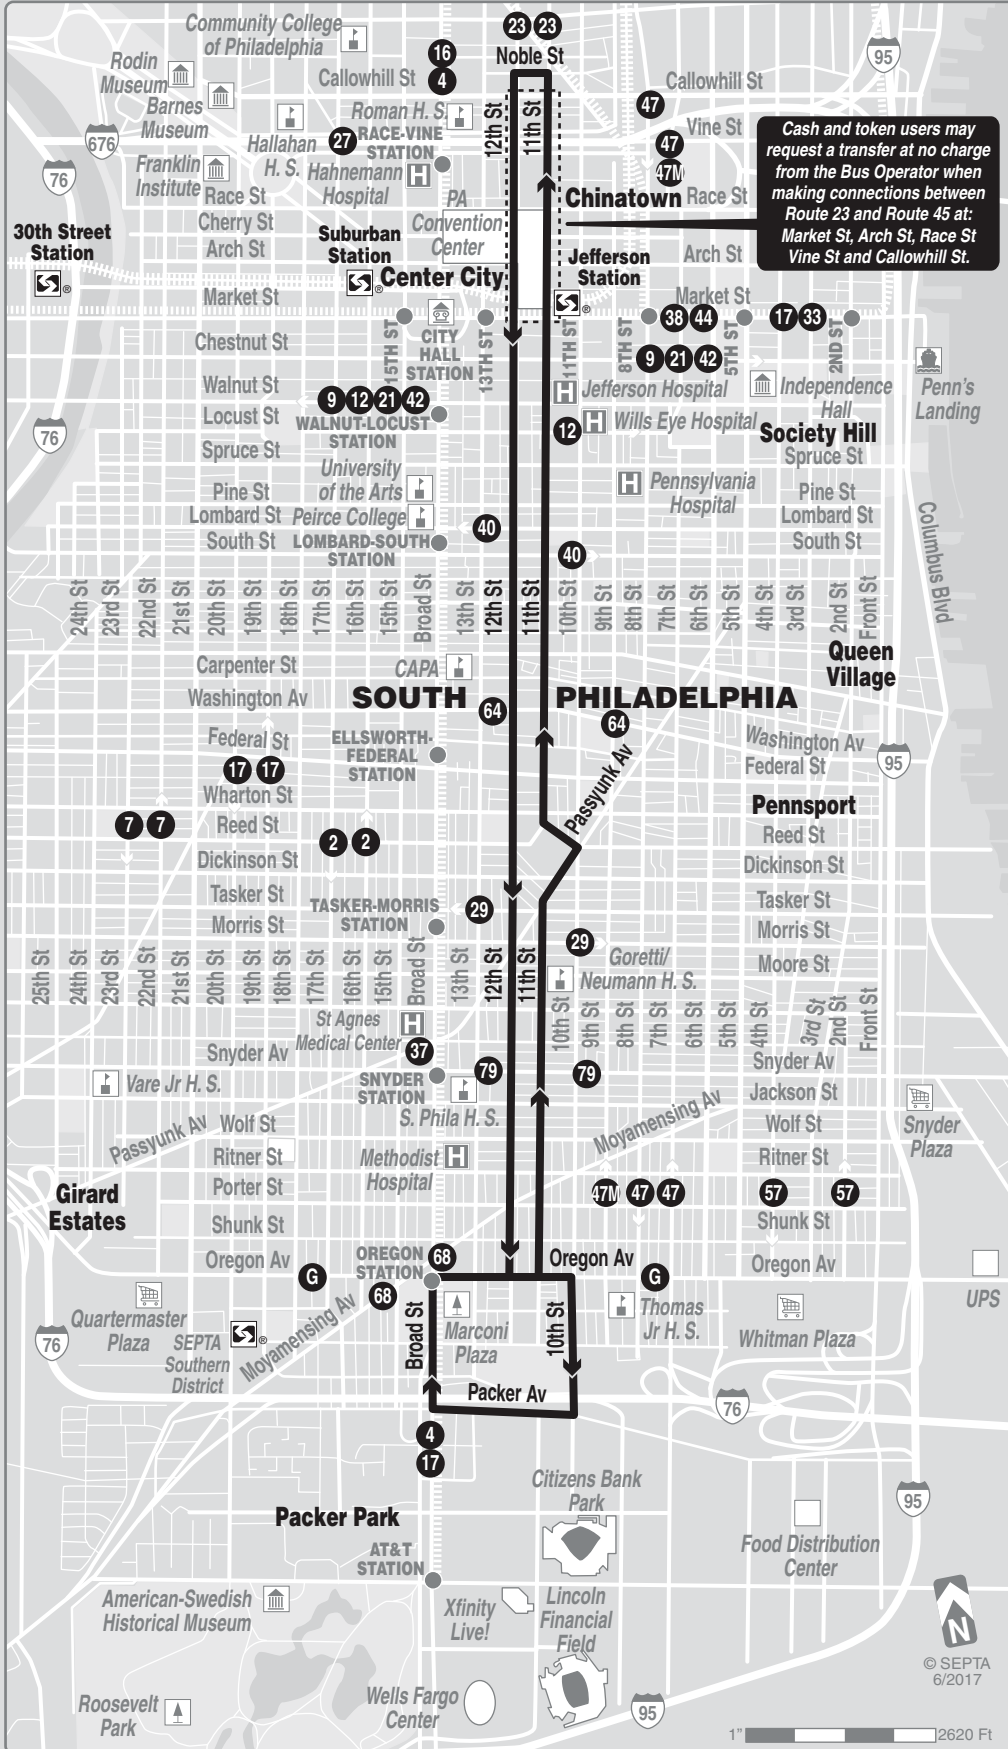 Community College
of Philadelphia
23 23
Noble St
95
16
4
Rodin
Museum
Callowhill St
Callowhill St
Barnes
Museum
Roman H. S.
47
Vine St
Hallahan
H. S.
27
RACE-VINE
STATION
12th St
11th St
676
47
47M
Cash and token users may
request a transfer at no charge
from the Bus Operator when
making connections between
Route 23 and Route 45 at:
Market St, Arch St, Race St
Vine St and Callowhill St.
76
Franklin
Institute
Hahnemann
Hospital
H
Race St
PA
Convention
Center
Chinatown
Race St
Cherry St
30th Street
Station
Suburban
Station
Arch St
Jefferson
Station
Arch St
Center City
Market St
Market St
38 44
17 33
15TH ST
CITY
HALL
STATION
13TH ST
11TH ST
8TH ST
5TH ST
2ND ST
Chestnut St
9 21 42
Walnut St
H
Jefferson Hospital
Independence
Hall
Penn's
Landing
9 12 21 42
Locust St
WALNUT-LOCUST
STATION
12
H
Wills Eye Hospital
Society Hill
76
Spruce St
Spruce St
University
of the Arts
H
Pennsylvania
Hospital
Pine St
Pine St
Lombard St
Peirce College
Lombard St
South St
LOMBARD-SOUTH
STATION
40
South St
40
Columbus Blvd
24th St
23rd St
22nd St
21st St
20th St
19th St
18th St
17th St
16th St
15th St
Broad St
13th St
12th St
11th St
10th St
9th St
8th St
7th St
6th St
5th St
4th St
3rd St
2nd St
Front St
Carpenter St
CAPA
Queen
Village
Washington Av
SOUTH PHILADELPHIA
64
64
Federal St
ELLSWORTH-
FEDERAL
STATION
Passyunk Av
Washington Av
Federal St
95
17 17
Wharton St
Pennsport
7 7
Reed St
Reed St
2 2
Dickinson St
Dickinson St
Tasker St
Tasker St
TASKER-MORRIS
STATION
29
Morris St
Morris St
29
Goretti/
Neumann H. S.
Moore St
25th St
24th St
23rd St
22nd St
21st St
20th St
19th St
18th St
17th St
16th St
15th St
Broad St
13th St
12th St
11th St
10th St
9th St
8th St
7th St
6th St
5th St
4th St
3rd St
2nd St
Front St
St Agnes
Medical Center
H
37
Snyder Av
Snyder Av
Vare Jr H. S.
SNYDER
STATION
79
79
Jackson St
S. Phila H. S.
Passyunk Av
Wolf St
Moyamensing Av
Wolf St
Snyder
Plaza
Ritner St
Methodist
Hospital
H
Ritner St
Girard
Estates
Porter St
47M 47 47
57
57
Shunk St
Shunk St
Oregon Av
OREGON
STATION
68
Oregon Av
Oregon Av
G
68
G
UPS
Quartermaster
Plaza
SEPTA
Southern
District
Moyamensing Av
Broad St
Marconi
Plaza
10th St
Thomas
Jr H. S.
Whitman Plaza
76
Packer Av
76
4
17
Citizens Bank
Park
95
Packer Park
Food Distribution
Center
AT&T
STATION
American-Swedish
Historical Museum
Xfinity
Live!
Lincoln
Financial
Field
N
© SEPTA
6/2017
Roosevelt
Park
Wells Fargo
Center
95
1" 2620 Ft